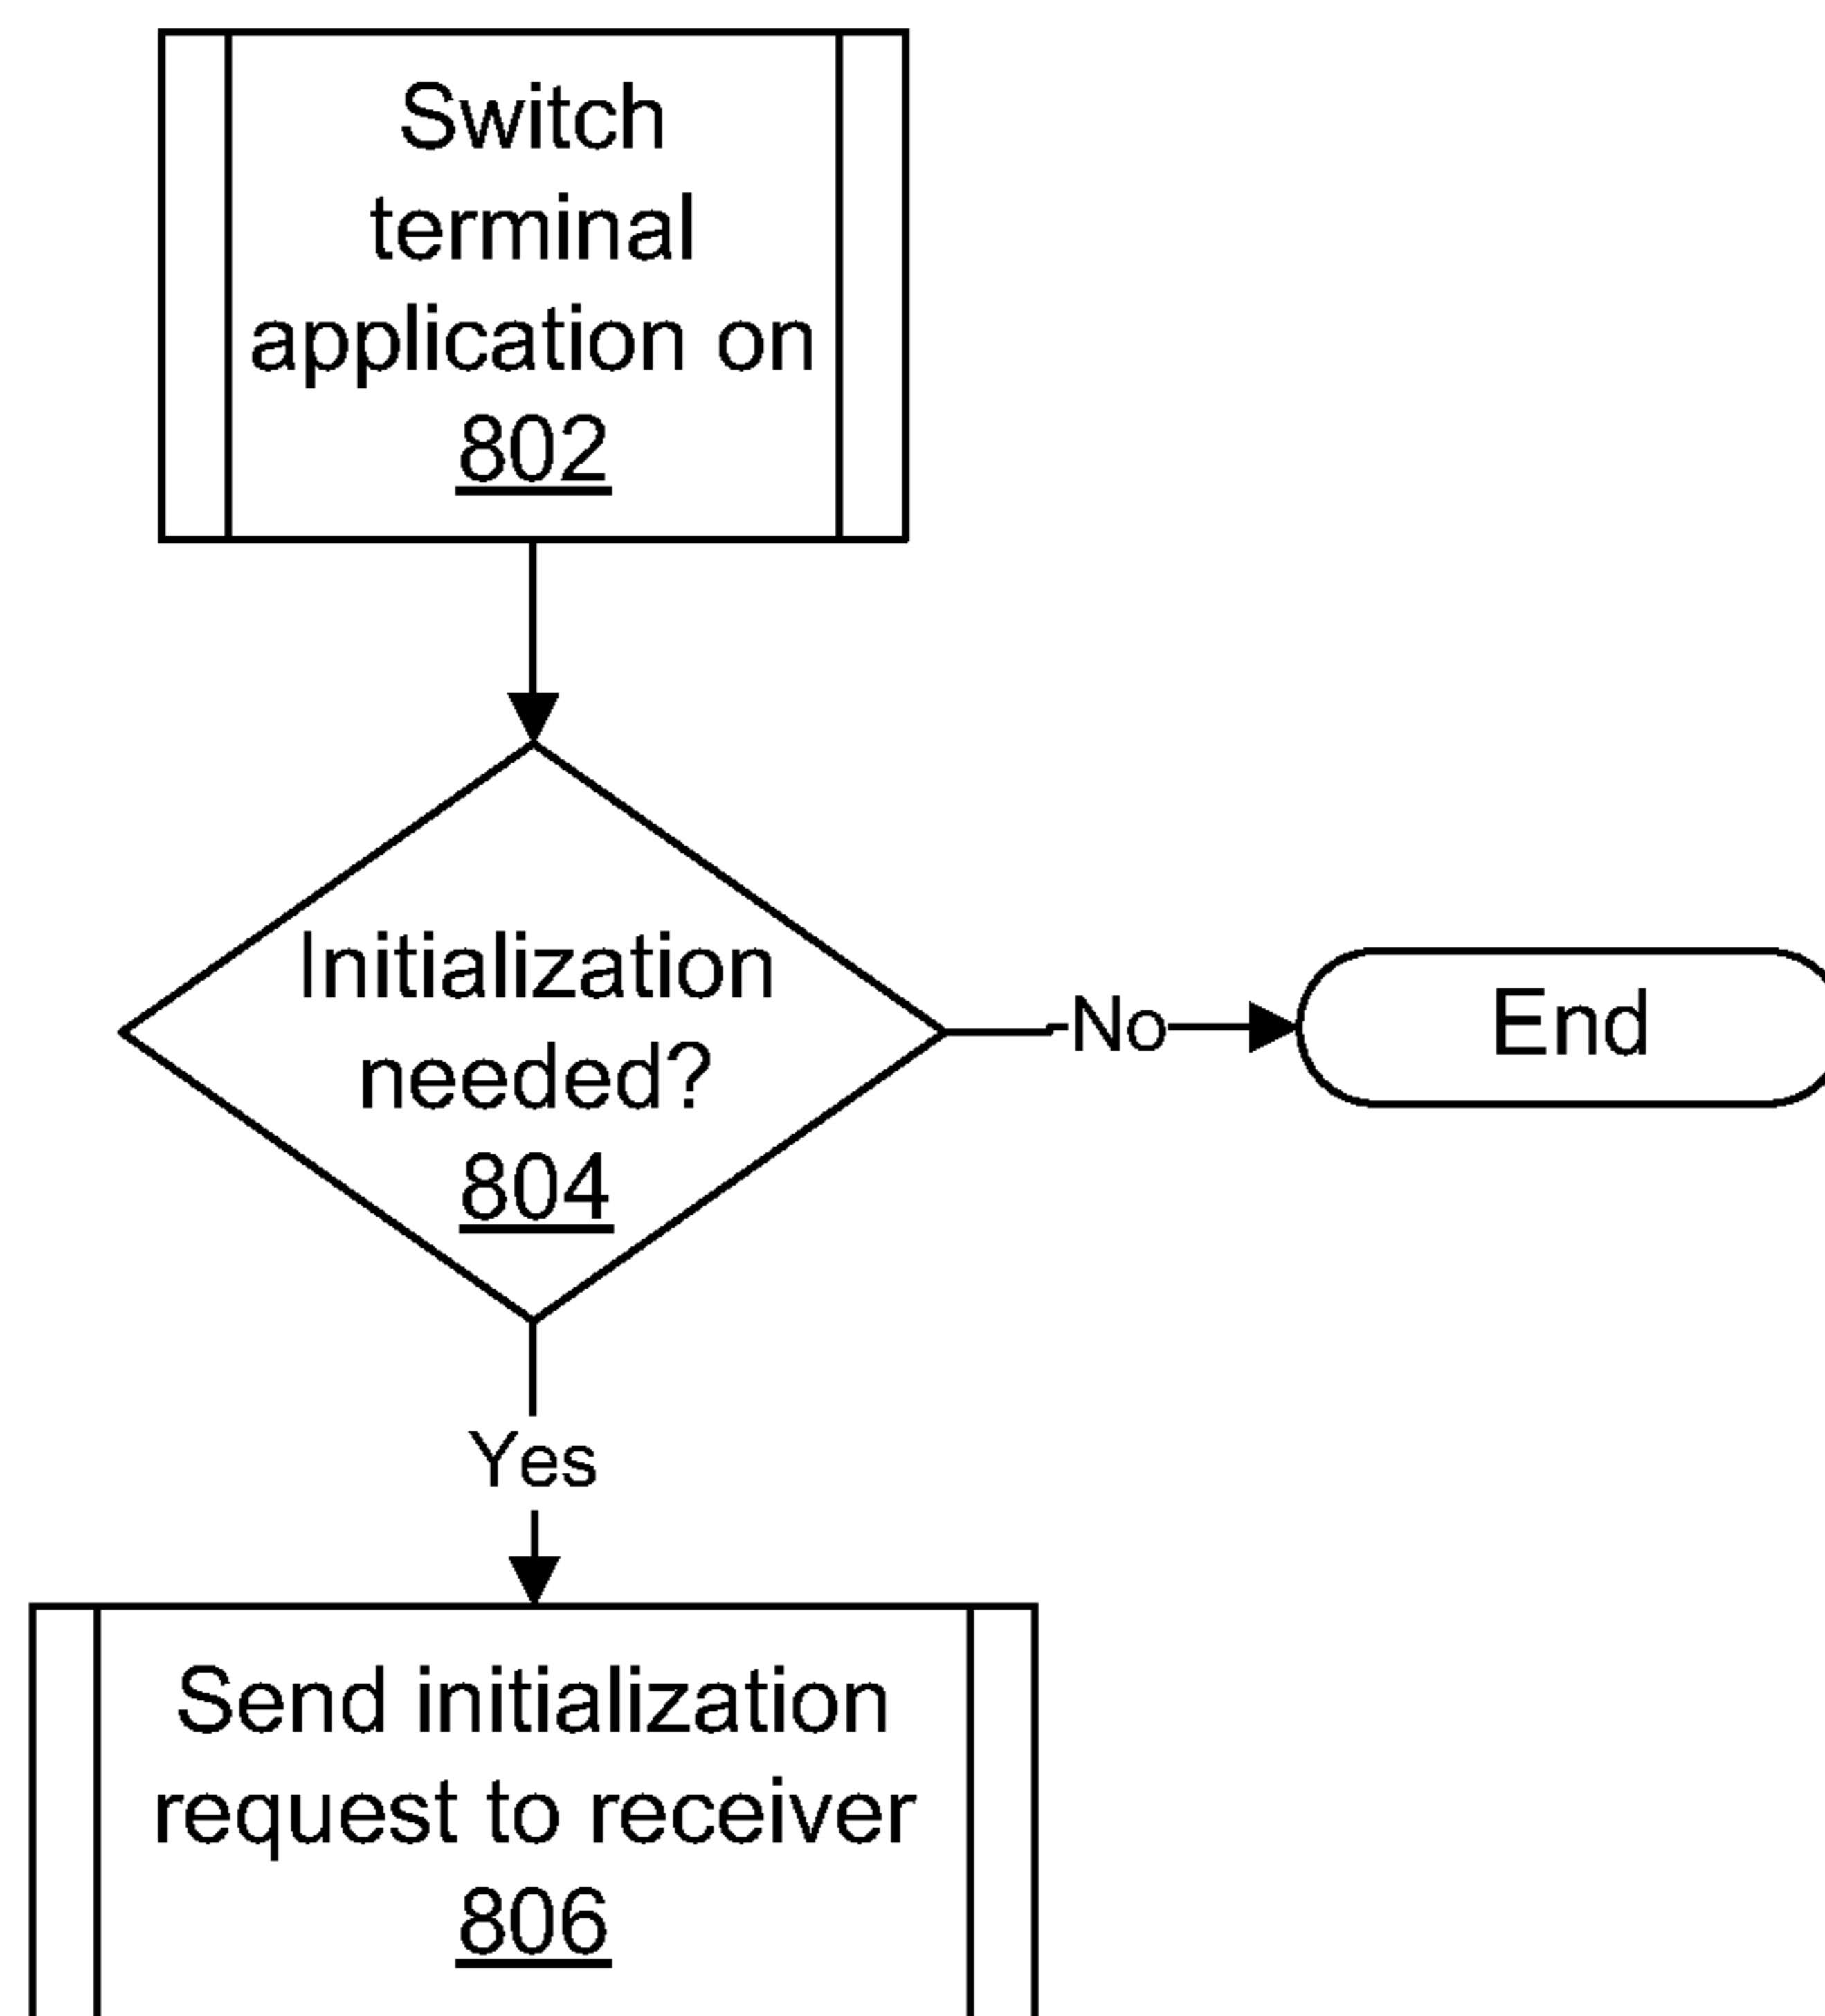 Switch
terminal
application on
802
Initialization
needed?
804
No
End
Yes
Send initialization
request to receiver
806